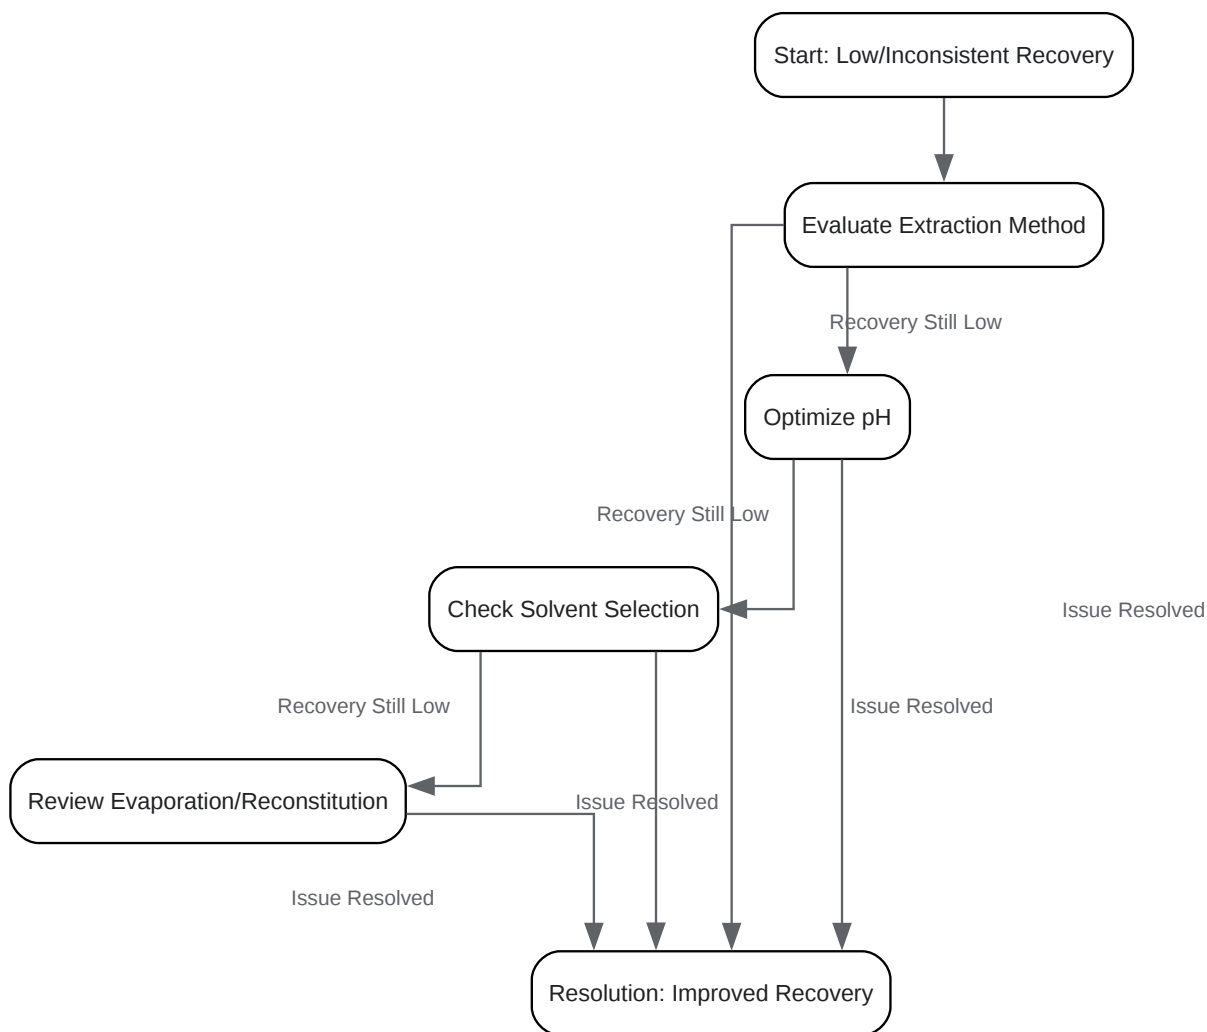 Start: Low/Inconsistent Recovery
Evaluate Extraction Method
Recovery Still Low
Optimize pH
Recovery Still Low
Check Solvent Selection
Issue Resolved
Recovery Still Low
Issue Resolved
Review Evaporation/Reconstitution
Issue Resolved
Issue Resolved
Resolution: Improved Recovery